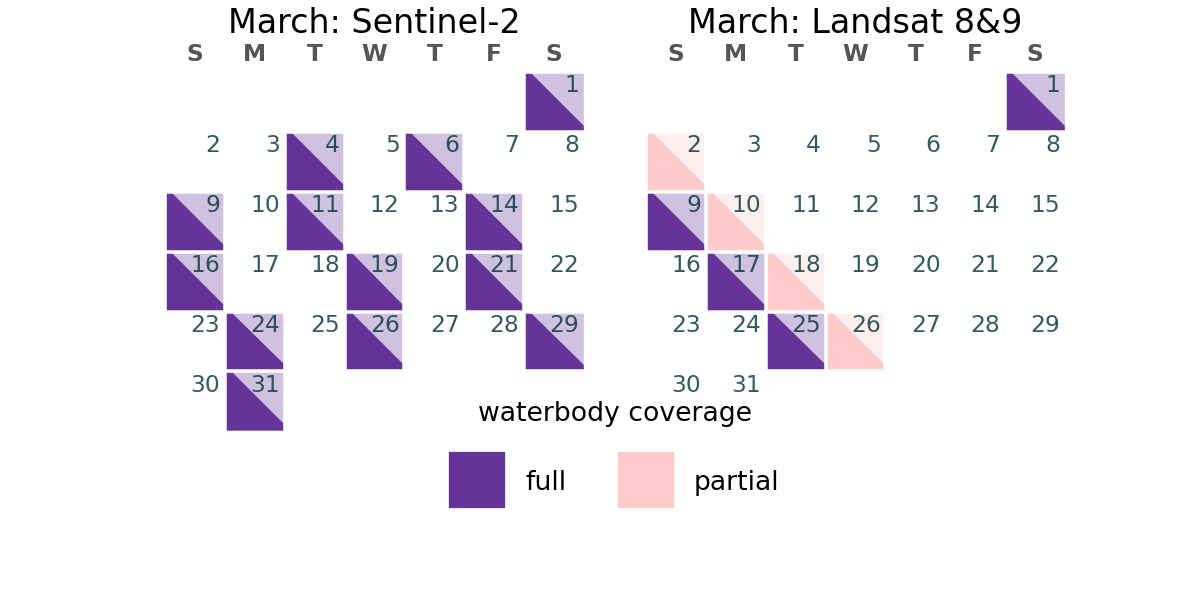 March: Sentinel-2
S M T W T F S
1
2 3 4 5 6 7 8
9 10 11 12 13 14 15
16 17 18 19 20 21 22
23 24 25 26 27 28 29
30 31
March: Landsat 8&9
S M T W T F S
1
2 3 4 5 6 7 8
9 10 11 12 13 14 15
16 17 18 19 20 21 22
23 24 25 26 27 28 29
30 31
waterbody coverage
full partial